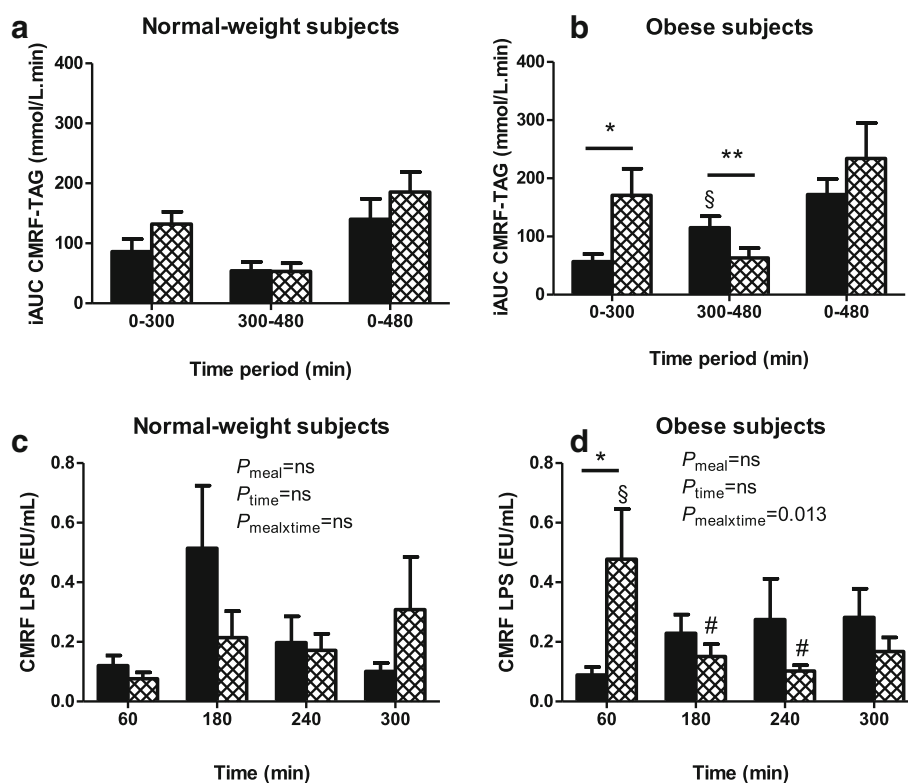 a
Normal-weight subjects
iAUC CMRF-TAG (mmol/L.min)
400
300
200
100
0
0-300 300-480 0-480
Time period (min)
b
Obese subjects
iAUC CMRF-TAG (mmol/L.min)
400
300
200
100
0
*
**
§
0-300 300-480 0-480
Time period (min)
c
Normal-weight subjects
CMRF LPS (EU/mL)
0.8
0.6
0.4
0.2
0.0
Pmeal=ns
Ptime=ns
Pmealxtime=ns
60 180 240 300
Time (min)
d
Obese subjects
CMRF LPS (EU/mL)
0.8
0.6
0.4
0.2
0.0
*
§
Pmeal=ns
Ptime=ns
Pmealxtime=0.013
#
#
60 180 240 300
Time (min)